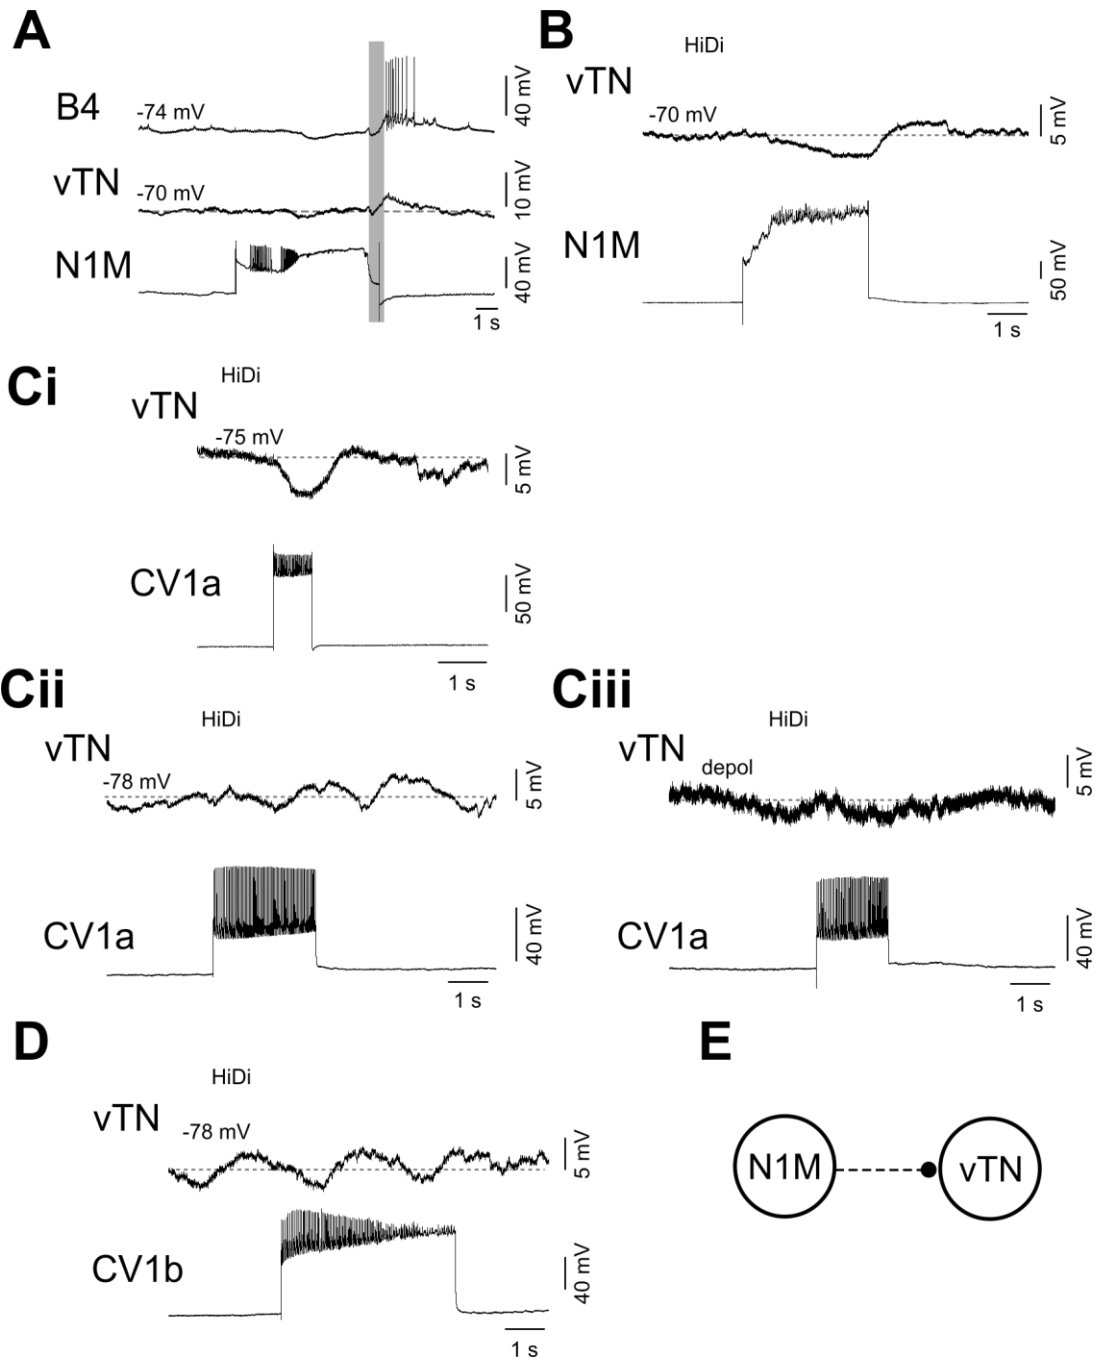 A
B4
-74 mV
40 mV
vTN
-70 mV
10 mV
N1M
40 mV
1 s
B
HiDi
vTN
-70 mV
5 mV
N1M
50 mV
1 s
Ci
HiDi
vTN
-75 mV
5 mV
CV1a
50 mV
1 s
Cii
HiDi
vTN
-78 mV
5 mV
CV1a
40 mV
1 s
Ciii
HiDi
vTN
depol
5 mV
CV1a
40 mV
1 s
D
HiDi
vTN
-78 mV
5 mV
CV1b
40 mV
1 s
E
N1M
vTN